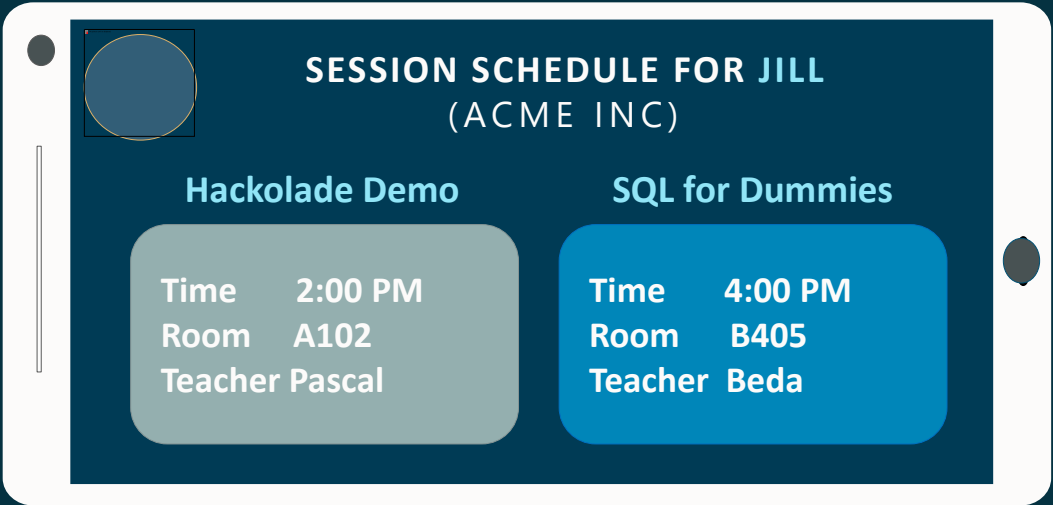 SESSION SCHEDULE FOR JILL
(ACME INC)
Hackolade Demo
Time 2:00 PM
Room A102
Teacher Pascal
SQL for Dummies
Time 4:00 PM
Room B405
Teacher Beda